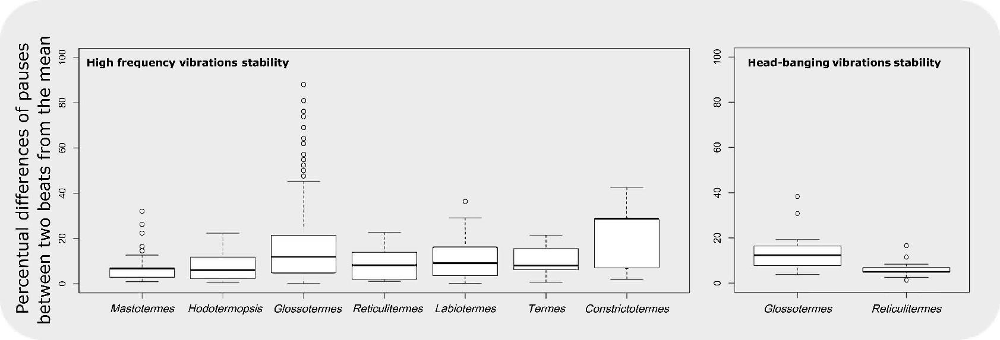 Percentual differences of pauses
between two beats from the mean
High frequency vibrations stability
100
80
60
40
20
0
Mastotermes Hodotermopsis Glossotermes Reticulitermes Labiotermes Termes Constrictotermes
Head-banging vibrations stability
100
80
60
40
20
0
Glossotermes Reticulitermes